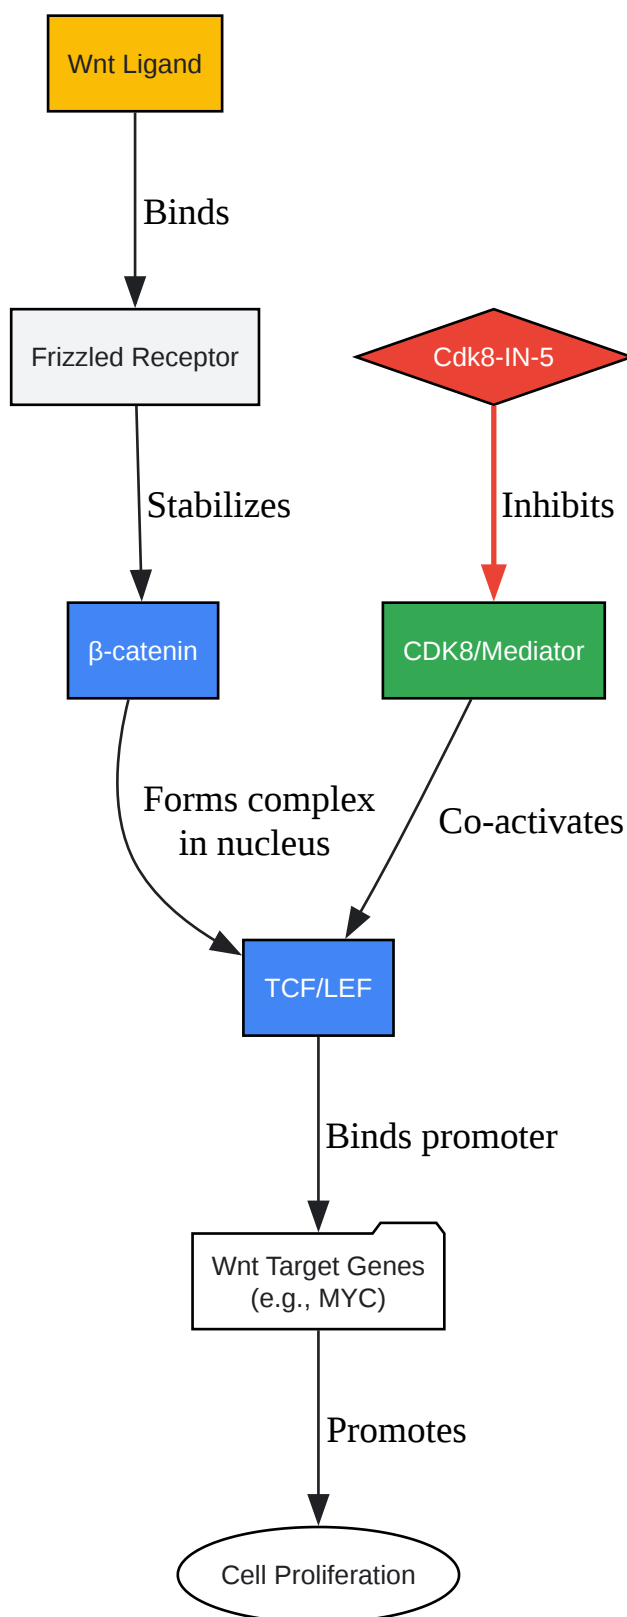 Wnt Ligand
Binds
Frizzled Receptor
Cdk8-IN-5
Stabilizes
Inhibits
β-catenin
CDK8/Mediator
Forms complex
in nucleus
Co-activates
TCF/LEF
Binds promoter
Wnt Target Genes
(e.g., MYC)
Promotes
Cell Proliferation